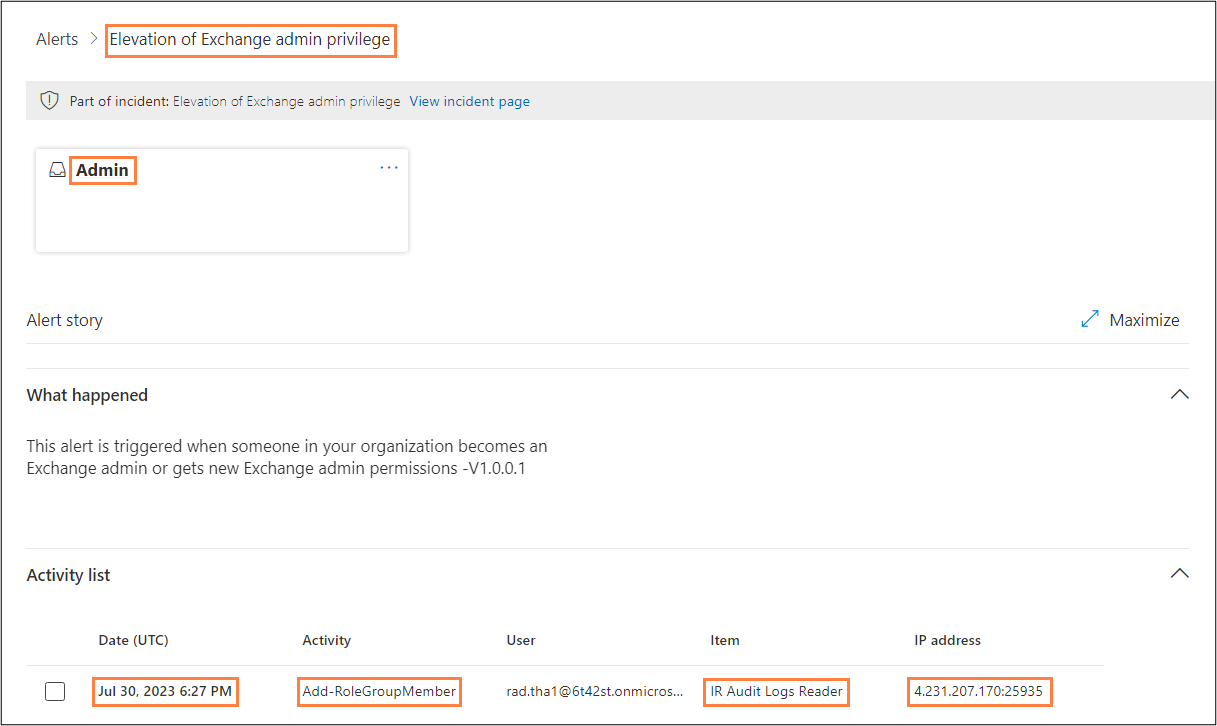 Alerts > Elevation of Exchange admin privilege
Part of incident: Elevation of Exchange admin privilege View incident page
Admin ...
Alert story Maximize
What happened
This alert is triggered when someone in your organization becomes an
Exchange admin or gets new Exchange admin permissions -V1.0.0.1
Activity list
Date (UTC) Activity User Item IP address
Jul 30, 2023 6:27 PM Add-RoleGroupMember rad.tha1@6t42st.onmicros... IR Audit Logs Reader 4.231.207.170:25935